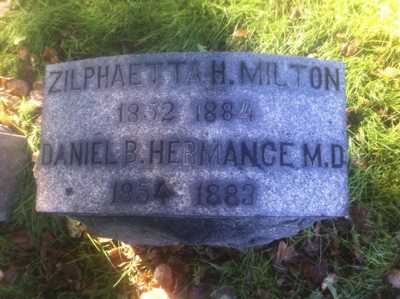 ZILPHAETTA H. MILTON
1852 1884
DANIEL B. HERMANCE M.D.
1854 1883